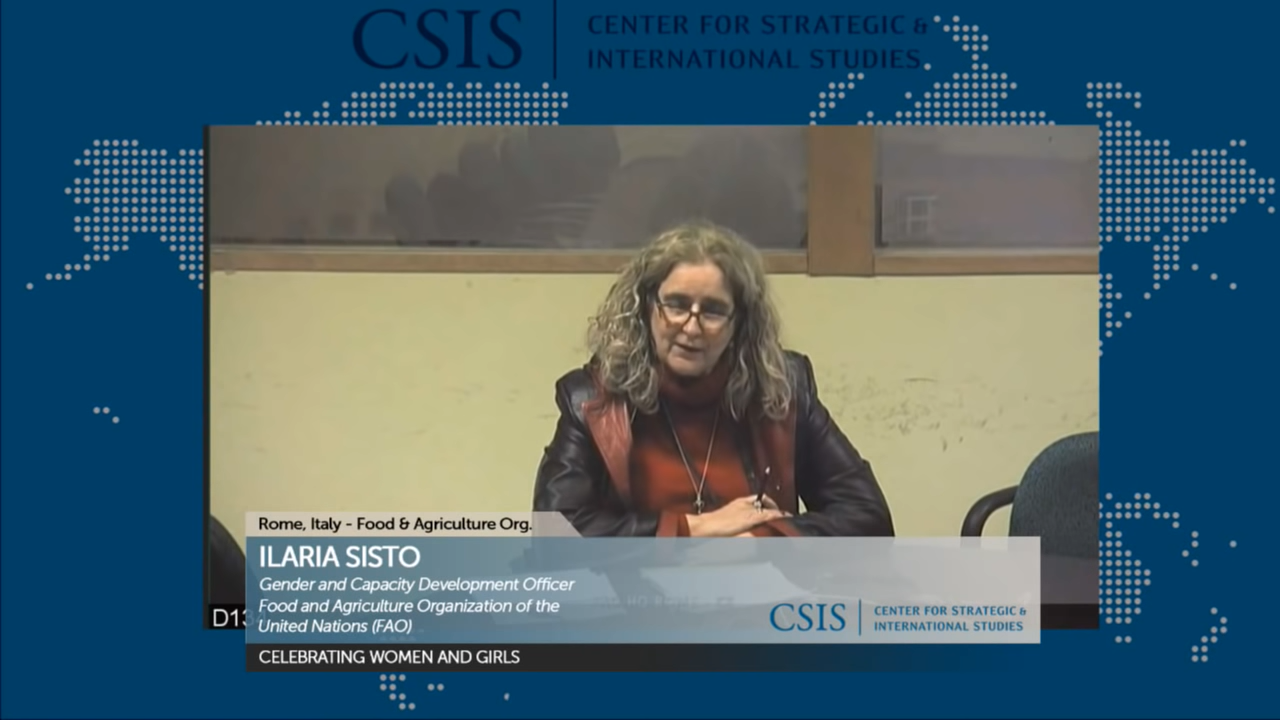 CSIS
CENTER FOR STRATEGIC &
INTERNATIONAL STUDIES
Rome, Italy - Food & Agriculture Org.
ILARIA SISTO
Gender and Capacity Development Officer
Food and Agriculture Organization of the
United Nations (FAO)
D13
CSIS
CENTER FOR STRATEGIC &
INTERNATIONAL STUDIES
CELEBRATING WOMEN AND GIRLS